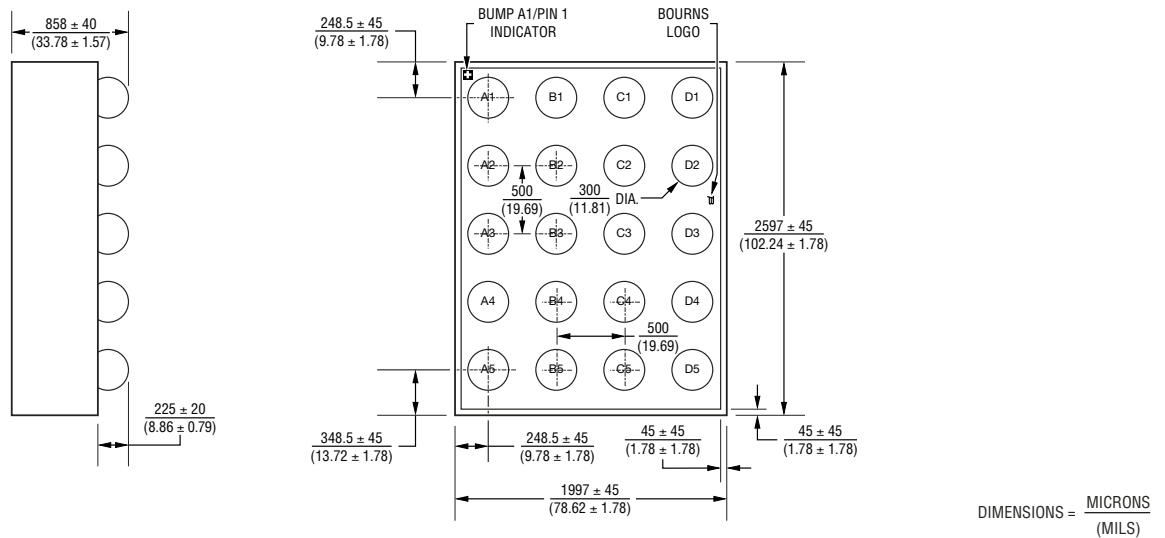 858 ± 40
(33.78 ± 1.57)
248.5 ± 45
(9.78 ± 1.78)
BUMP A1/PIN 1
INDICATOR
BOURNS
LOGO
A1 B1 C1 D1
A2 B2 C2 D2
500
(19.69)
300
(11.81)
DIA.
A3 B3 C3 D3
2597 ± 45
(102.24 ± 1.78)
A4 B4 C4 D4
500
(19.69)
A5 B5 C5 D5
225 ± 20
(8.86 ± 0.79)
348.5 ± 45
(13.72 ± 1.78)
248.5 ± 45
(9.78 ± 1.78)
45 ± 45
(1.78 ± 1.78)
45 ± 45
(1.78 ± 1.78)
1997 ± 45
(78.62 ± 1.78)
DIMENSIONS = MICRONS
(MILS)